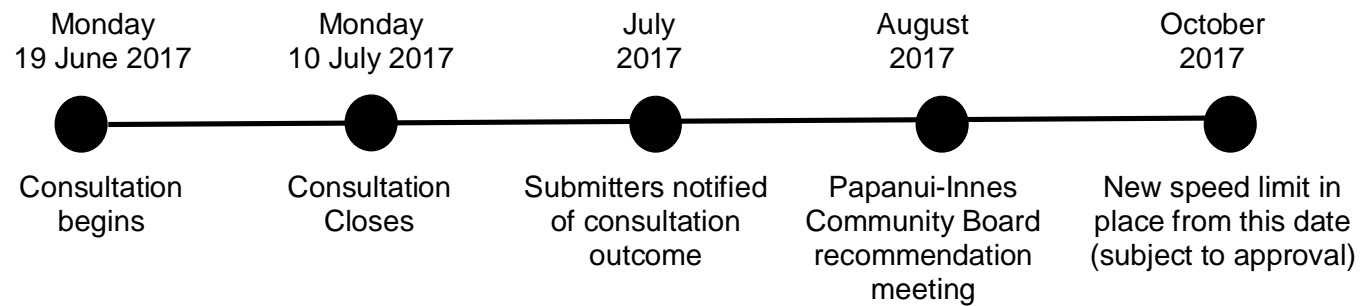 Monday
19 June 2017
Monday
10 July 2017
July
2017
August
2017
October
2017
Consultation
begins
Consultation
Closes
Submitters notified
of consultation
outcome
Papanui-Innes
Community Board
recommendation
meeting
New speed limit in
place from this date
(subject to approval)